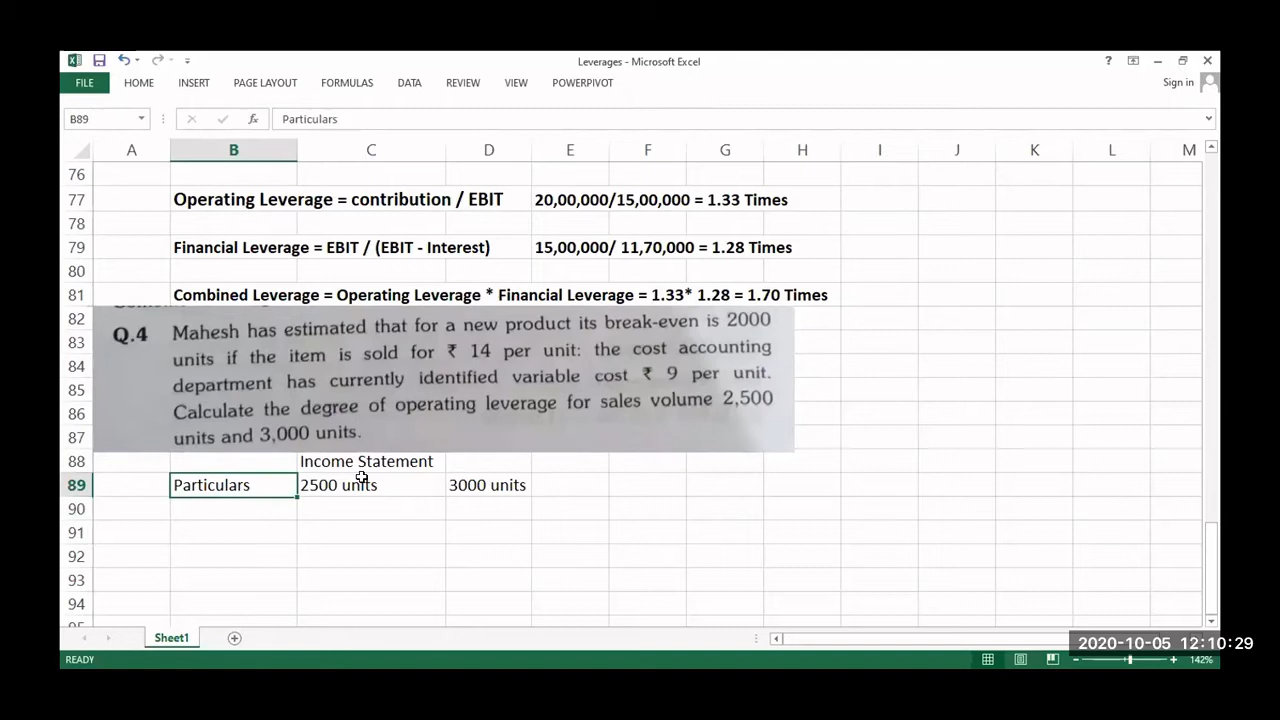 Leverages - Microsoft Excel
FILE HOME INSERT PAGE LAYOUT FORMULAS DATA REVIEW VIEW POWERPIVOT Sign in
B89 Particulars
A B C D E F G H I J K L M
76
77 Operating Leverage = contribution / EBIT 20,00,000/15,00,000 = 1.33 Times
78
79 Financial Leverage = EBIT / (EBIT - Interest) 15,00,000/ 11,70,000 = 1.28 Times
80
81 Combined Leverage = Operating Leverage * Financial Leverage = 1.33* 1.28 = 1.70 Times
82 Q.4 Mahesh has estimated that for a new product its break-even is 2000
83 units if the item is sold for ₹ 14 per unit: the cost accounting
84 department has currently identified variable cost ₹ 9 per unit.
85
86 Calculate the degree of operating leverage for sales volume 2,500
87 units and 3,000 units.
88 Income Statement
89 Particulars 2500 units 3000 units
90
91
92
93
94
Sheet1
2020-10-05 12:10:29
READY 142%